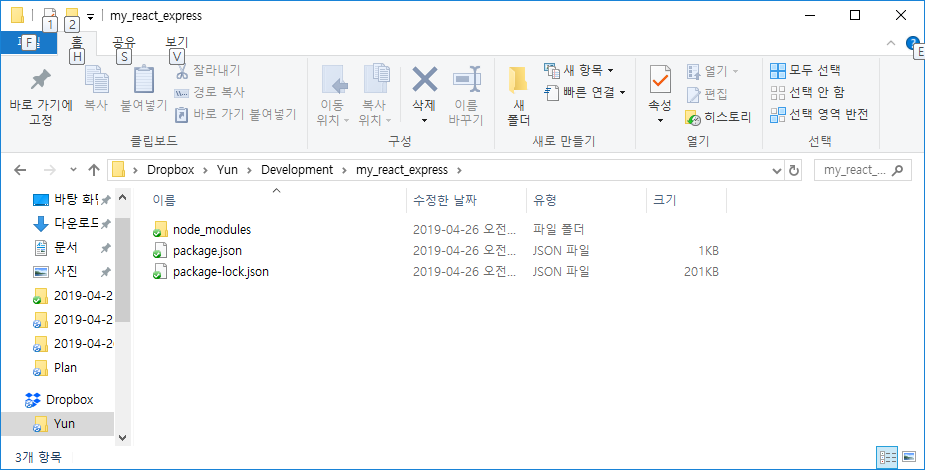 my_react_express
1 2
파일 홈 공유 보기
F H S V E
바로 가기에 고정
복사
붙여넣기
잘라내기
경로 복사
바로 가기 붙여넣기
클립보드
이동 위치
복사 위치
삭제
이름 바꾸기
구성
새 폴더
새 항목
빠른 연결
새로 만들기
속성
열기
편집
히스토리
열기
모두 선택
선택 안 함
선택 영역 반전
선택
Dropbox > Yun > Development > my_react_express >
my_react_...
바탕 화면
다운로드
문서
사진
2019-04-2
2019-04-2
2019-04-20
Plan
Dropbox
Yun
이름 수정한 날짜 유형 크기
node_modules 2019-04-26 오전... 파일 폴더
package.json 2019-04-26 오전... JSON 파일 1KB
package-lock.json 2019-04-26 오전... JSON 파일 201KB
3개 항목